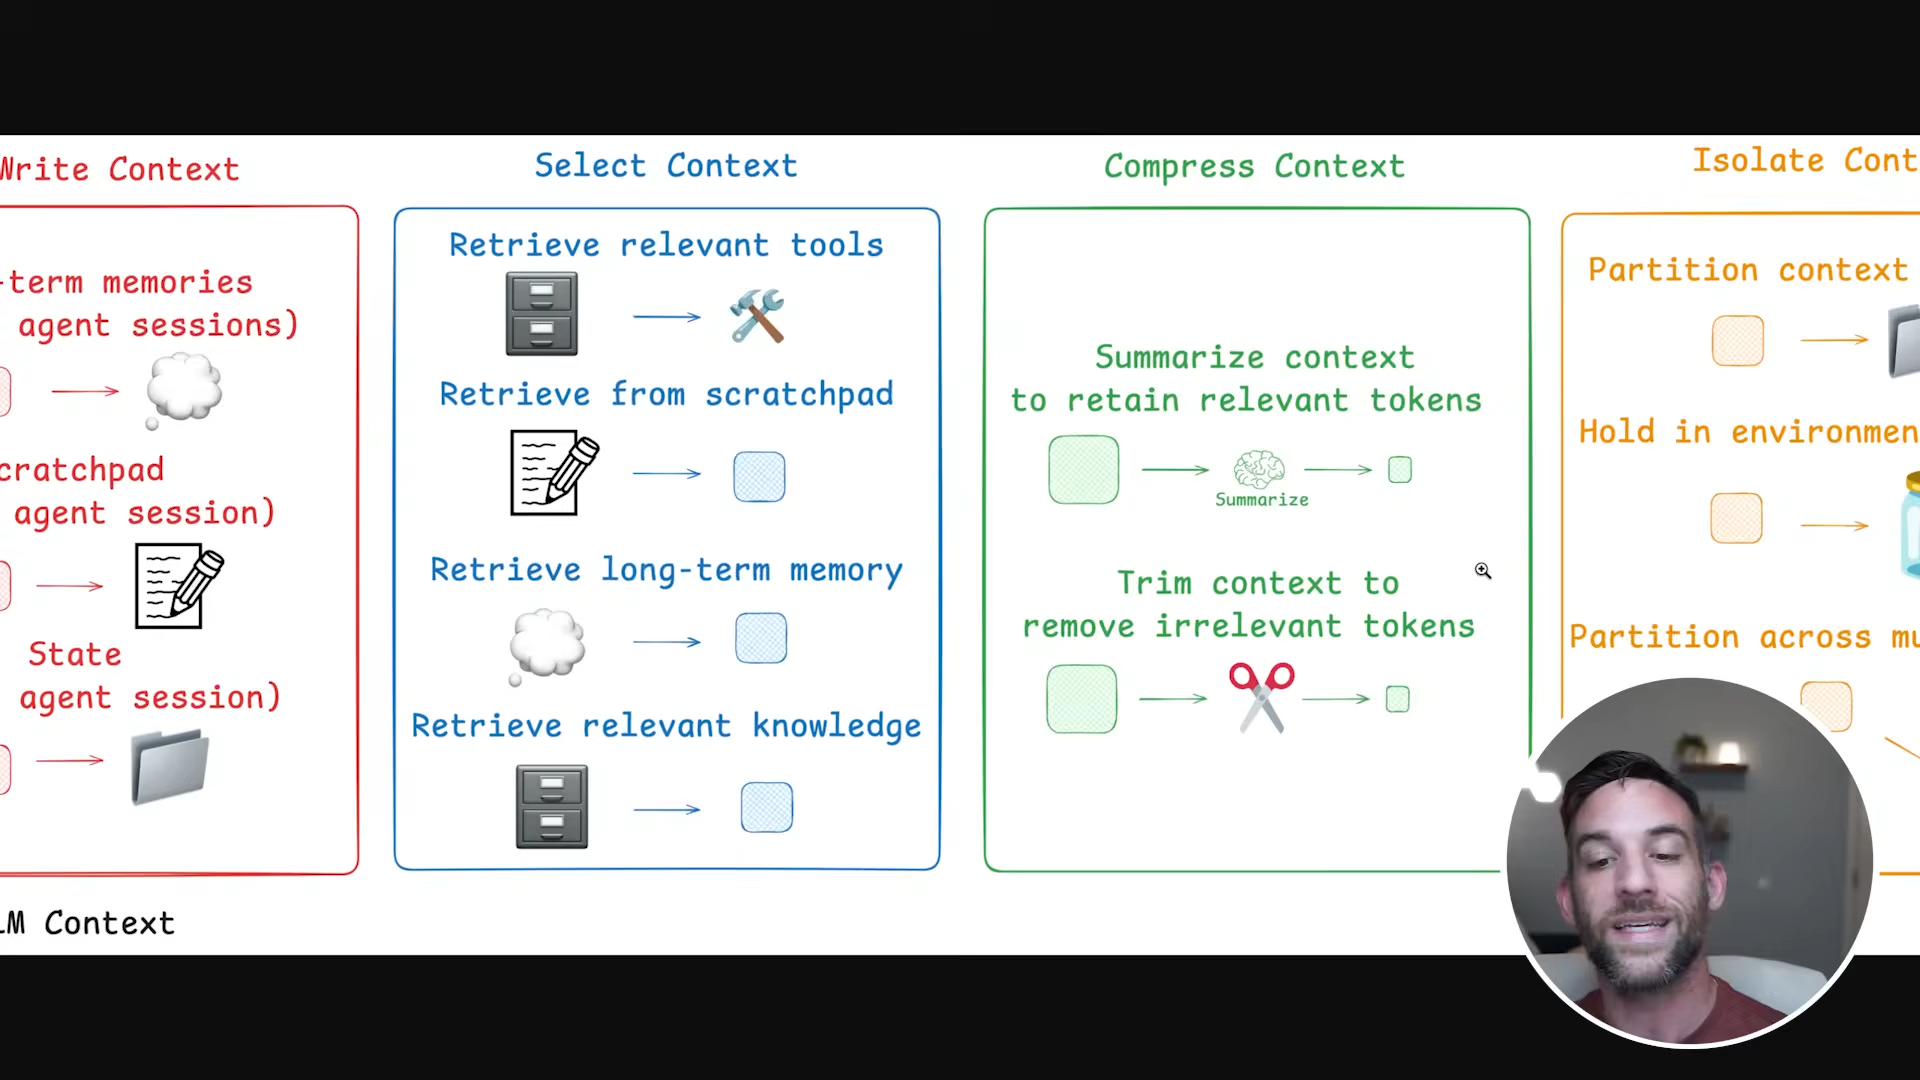 Write Context
-term memories
agent sessions)
cratchpad
agent session)
State
agent session)
LM Context
Select Context
Retrieve relevant tools
Retrieve from scratchpad
Retrieve long-term memory
Retrieve relevant knowledge
Compress Context
Summarize context
to retain relevant tokens
Summarize
Trim context to
remove irrelevant tokens
Isolate Cont
Partition context
Hold in environmen
Partition across mu